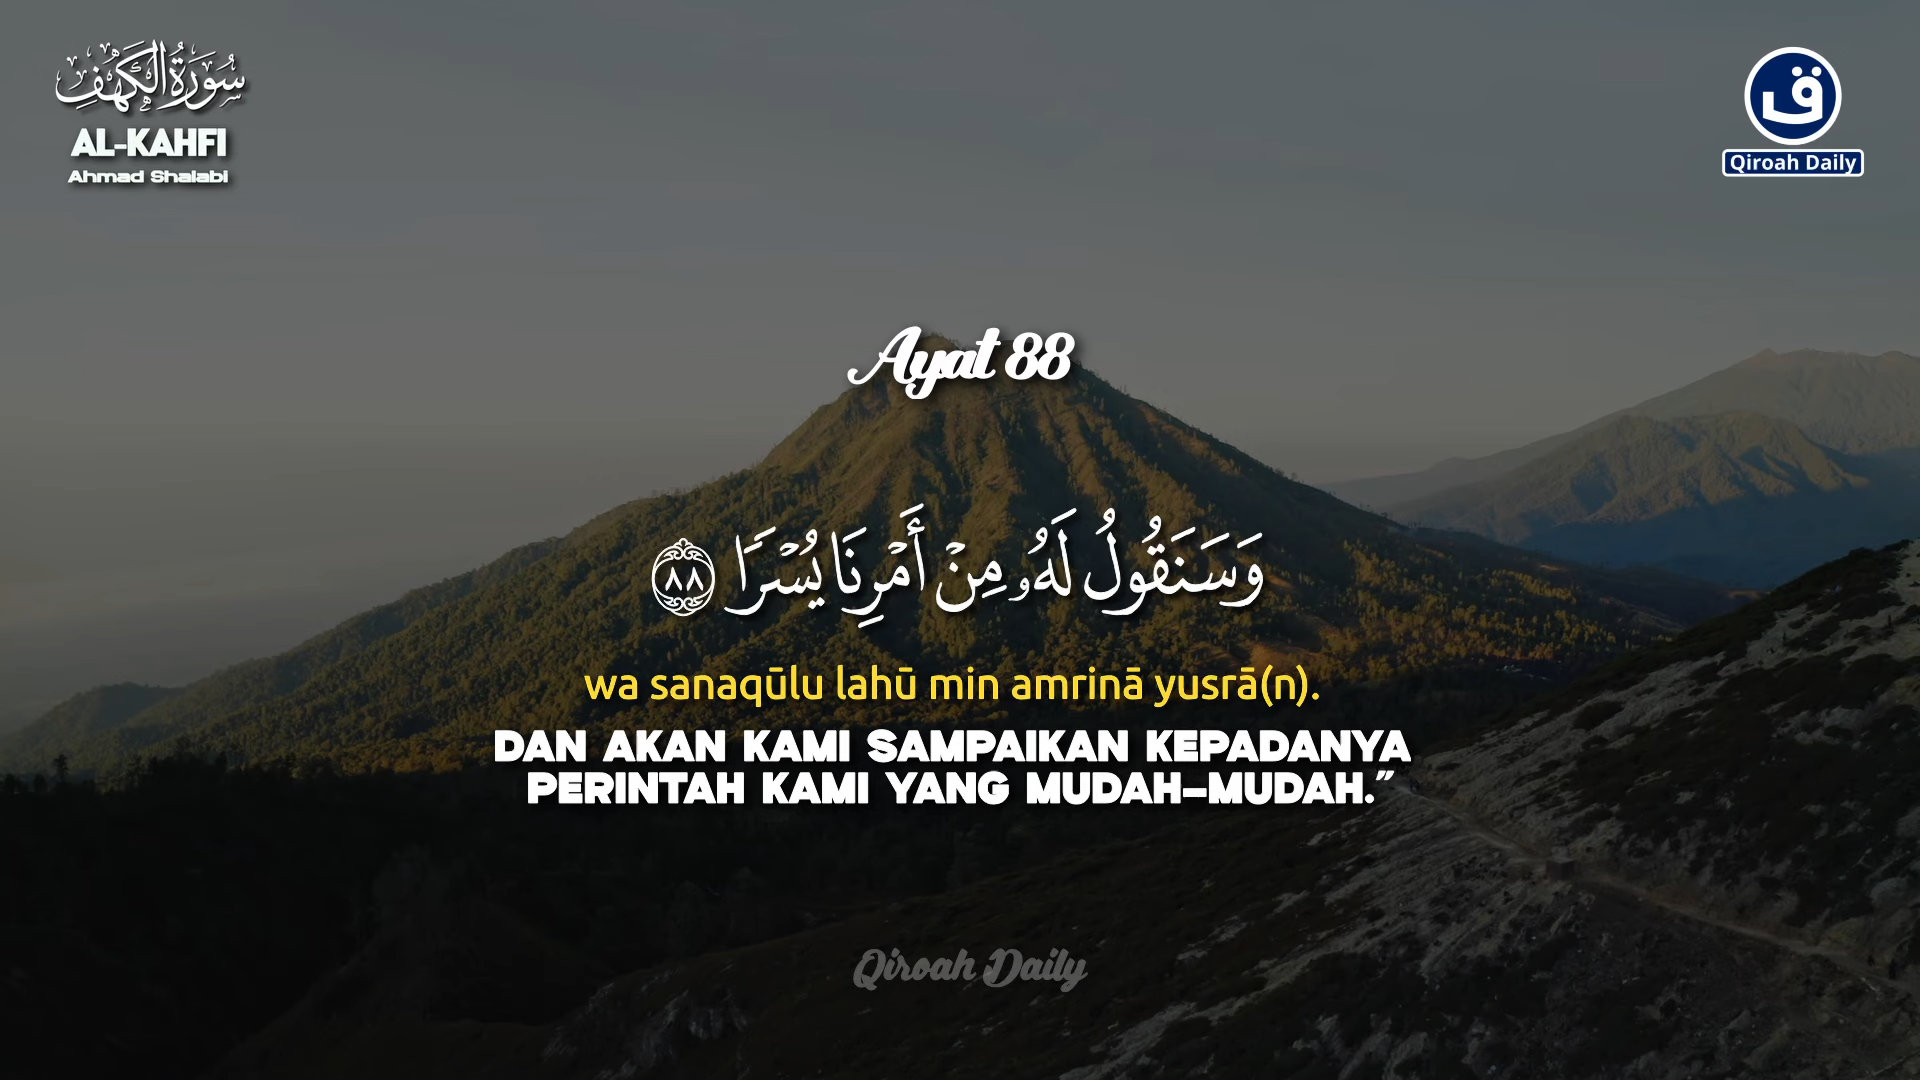 سُورَةُ الْكَهْفِ
AL-KAHFI
Ahmad Shalabi
ق
Qiroah Daily
Ayat 88
وَسَنَقُولُ لَهُۥ مِنْ أَمْرِنَا يُسْرًا ٨٨
wa sanaqūlu lahū min amrinā yusrā(n).
DAN AKAN KAMI SAMPAIKAN KEPADANYA
PERINTAH KAMI YANG MUDAH-MUDAH."
Qiroah Daily